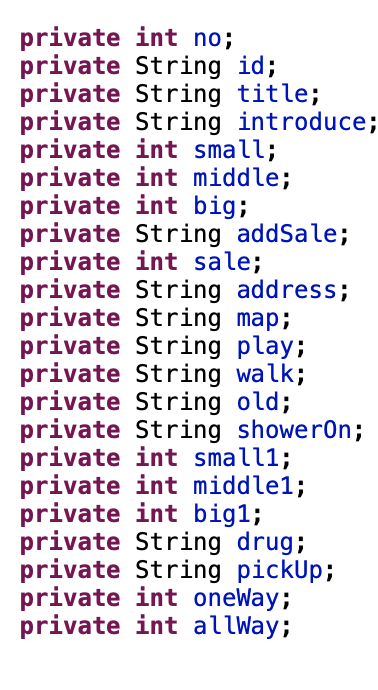 private int no;
private String id;
private String title;
private String introduce;
private int small;
private int middle;
private int big;
private String addSale;
private int sale;
private String address;
private String map;
private String play;
private String walk;
private String old;
private String showerOn;
private int small1;
private int middle1;
private int big1;
private String drug;
private String pickUp;
private int oneWay;
private int allWay;